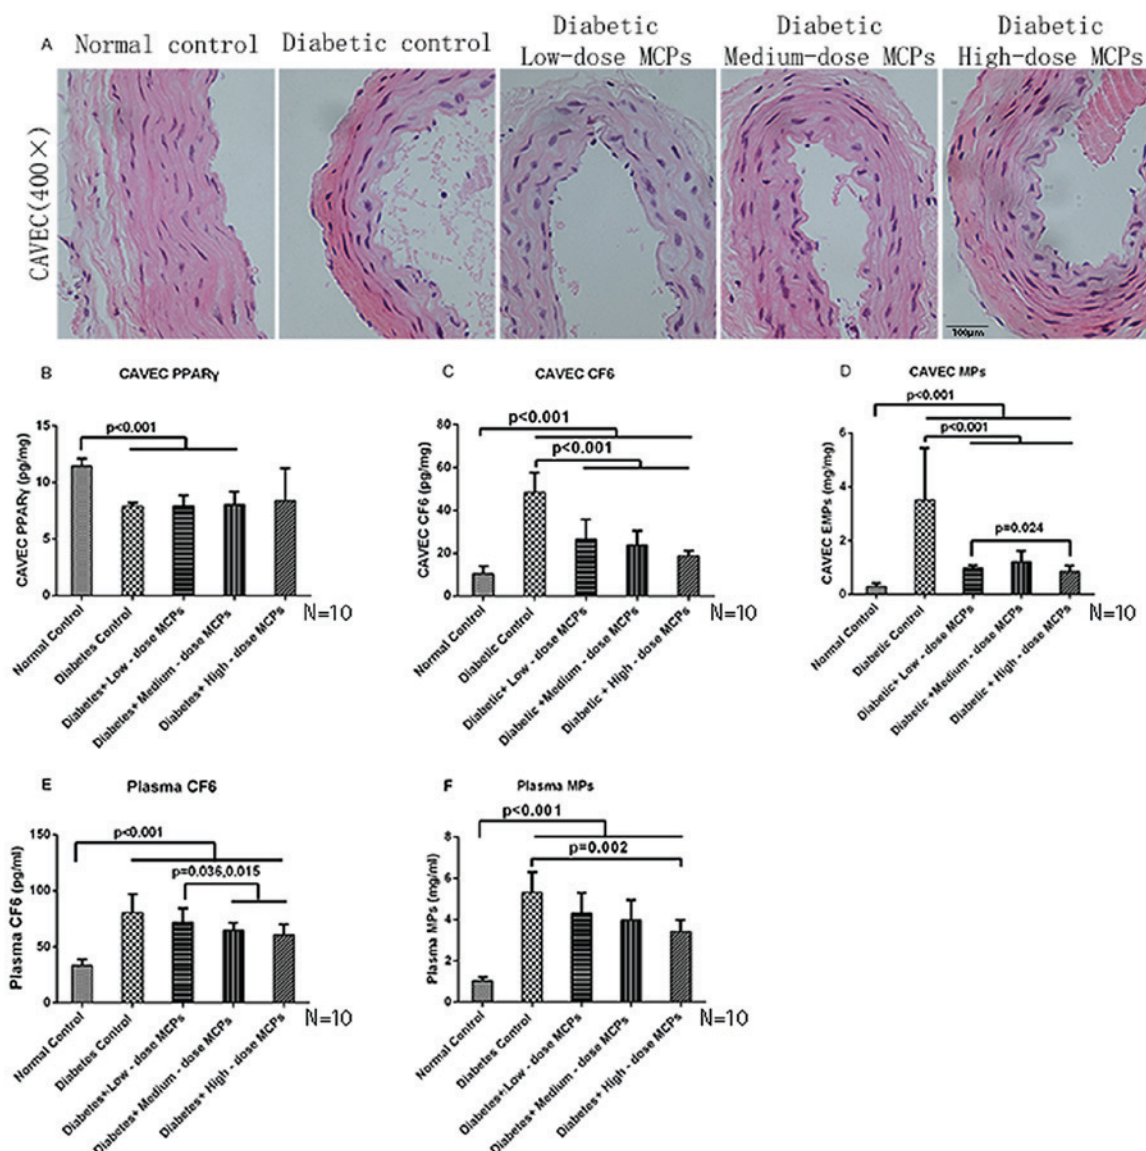 A
Normal control
Diabetic control
Diabetic
Low-dose MCPs
Diabetic
Medium-dose MCPs
Diabetic
High-dose MCPs
CAVEC(400×)
100μm
B
CAVEC PPARγ
p<0.001
CAVEC PPARγ (pg/mg)
15
10
5
0
N=10
Normal Control
Diabetes Control
Diabetes+ Low - dose MCPs
Diabetes+ Medium - dose MCPs
Diabetes+ High - dose MCPs
C
CAVEC CF6
p<0.001
p<0.001
CAVEC CF6 (pg/mg)
80
60
40
20
0
N=10
Normal Control
Diabetic Control
Diabetic+ Low - dose MCPs
Diabetic +Medium - dose MCPs
Diabetic + High - dose MCPs
D
CAVEC MPs
p<0.001
p<0.001
p=0.024
CAVEC EMPs (mg/mg)
6
4
2
0
N=10
Normal Control
Diabetic Control
Diabetic+ Low - dose MCPs
Diabetic +Medium - dose MCPs
Diabetic + High - dose MCPs
E
Plasma CF6
p<0.001
p=0.036,0.015
Plasma CF6 (pg/ml)
150
100
50
0
N=10
Normal Control
Diabetes Control
Diabetes+ Low - dose MCPs
Diabetes+ Medium - dose MCPs
Diabetes+ High - dose MCPs
F
Plasma MPs
p<0.001
p=0.002
Plasma MPs (mg/ml)
8
6
4
2
0
N=10
Normal Control
Diabetes Control
Diabetes+ Low - dose MCPs
Diabetes+ Medium - dose MCPs
Diabetes+ High - dose MCPs